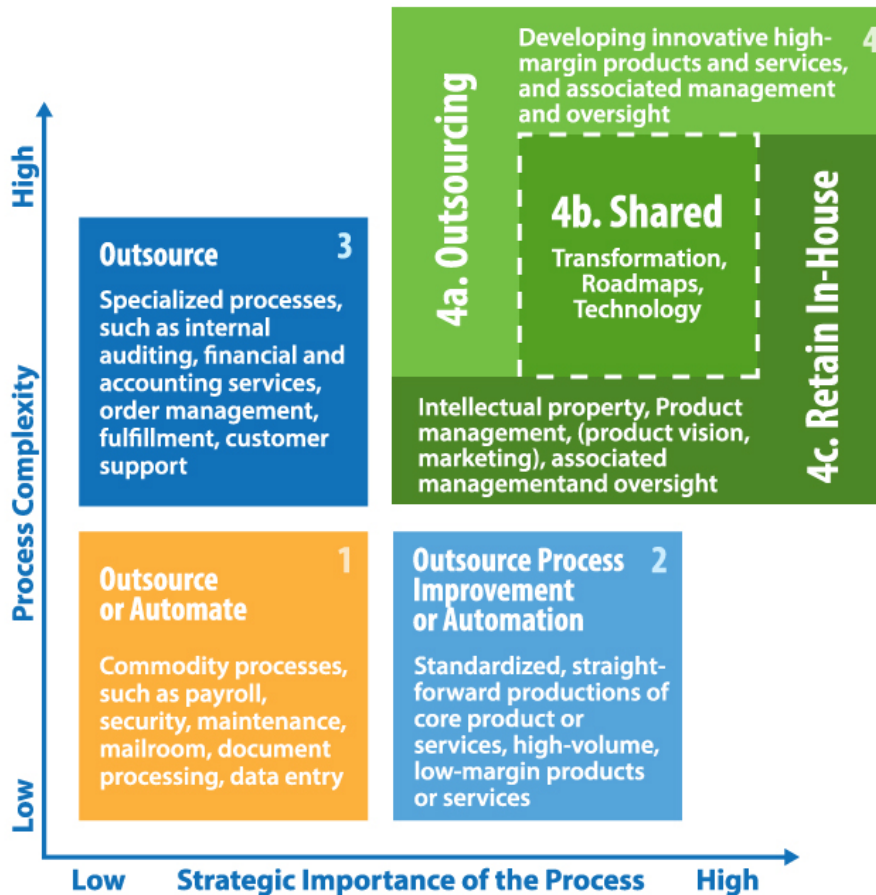 Developing innovative high-
margin products and services,
and associated management
and oversight
4
4a. Outsourcing
4b. Shared
Transformation,
Roadmaps,
Technology
4c. Retain In-House
Intellectual property, Product
management, (product vision,
marketing), associated
managementand oversight
Outsource
3
Specialized processes,
such as internal
auditing, financial and
accounting services,
order management,
fulfillment, customer
support
Outsource
or Automate
1
Commodity processes,
such as payroll,
security, maintenance,
mailroom, document
processing, data entry
Outsource Process
Improvement
or Automation
2
Standardized, straight-
forward productions of
core product or
services, high-volume,
low-margin products
or services
High
Process Complexity
Low
Low
Strategic Importance of the Process
High